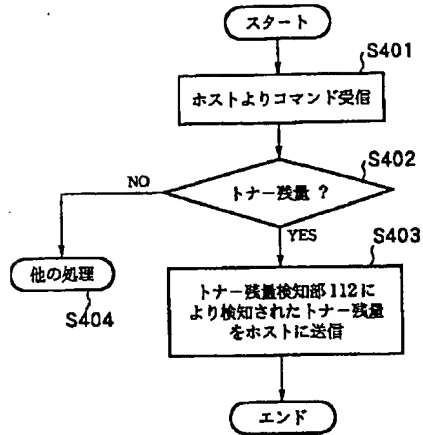 スタート
S401
ホストよりコマンド受信
S402
トナー残量 ?
NO
YES
S403
他の処理
S404
トナー残量検知部112に
より検知されたトナー残量
をホストに送信
エンド